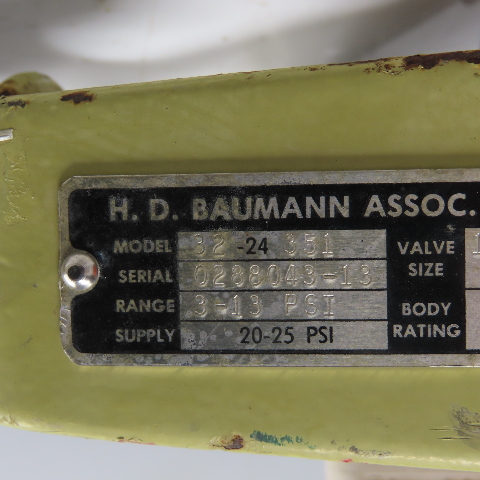 H. D. BAUMANN ASSOC.
MODEL 32-24 351
SERIAL 0288043-13
RANGE 3-13 PSI
SUPPLY 20-25 PSI
VALVE SIZE
BODY RATING